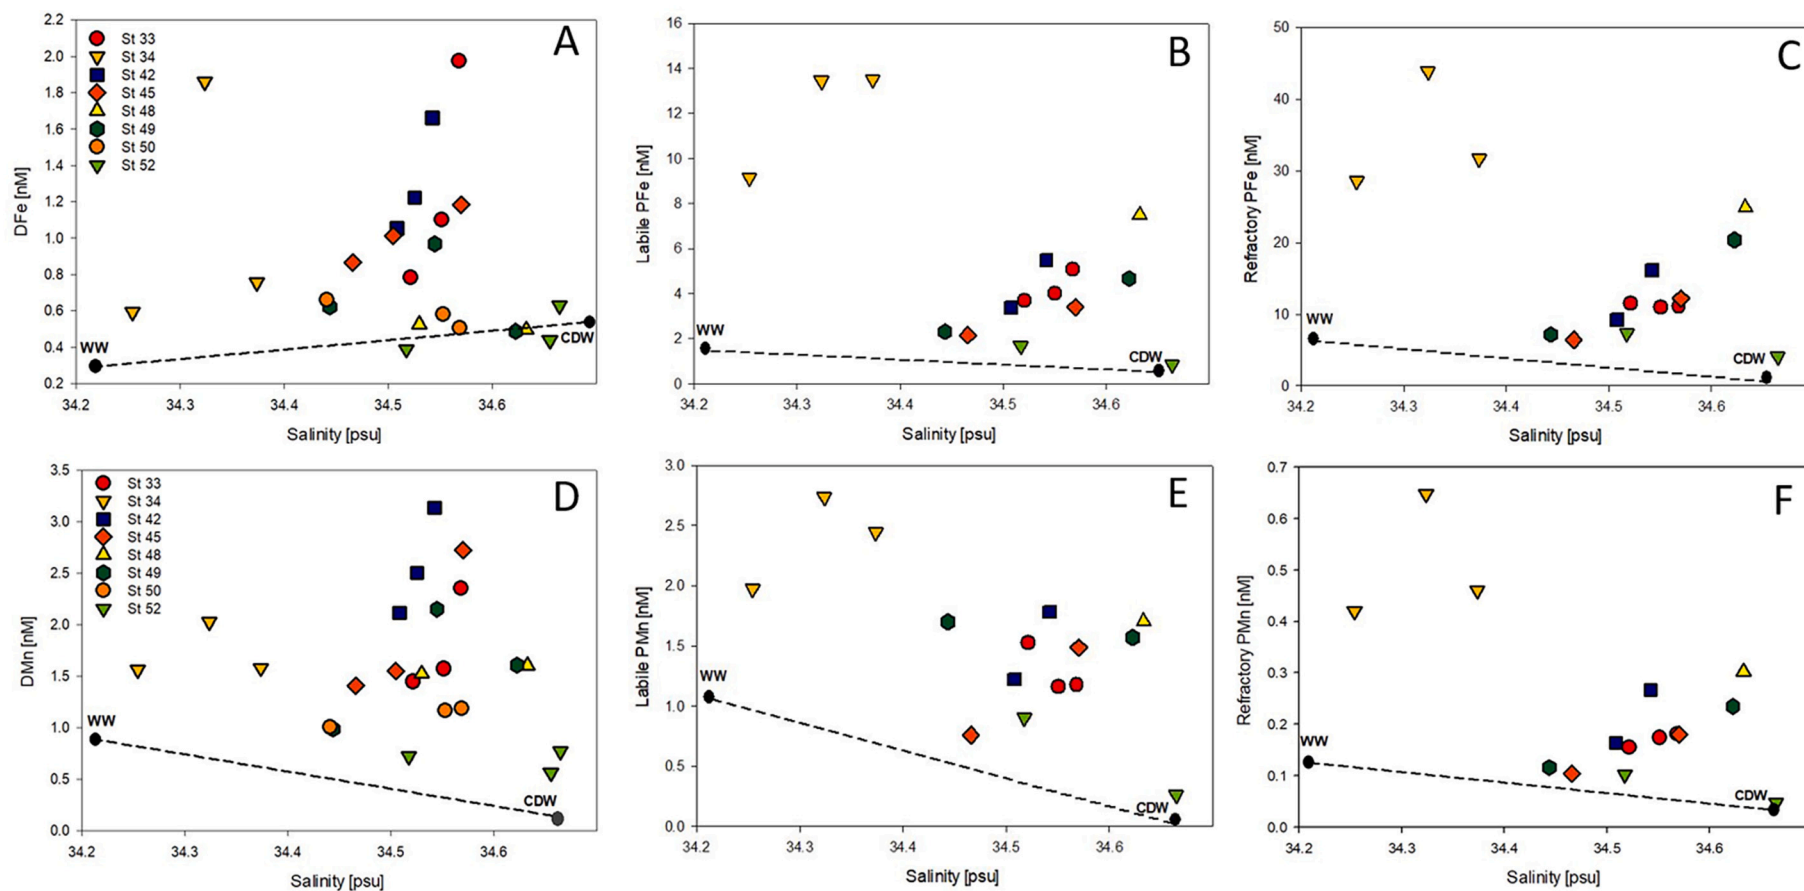 A
2.2
2.0
1.8
1.6
1.4
1.2
1.0
0.8
0.6
0.4
0.2
DFe [nM]
St 33
St 34
St 42
St 45
St 48
St 49
St 50
St 52
WW
CDW
34.2
34.3
34.4
34.5
34.6
Salinity [psu]
B
16
14
12
10
8
6
4
2
0
Labile PFe [nM]
WW
CDW
34.2
34.3
34.4
34.5
34.6
Salinity [psu]
C
50
40
30
20
10
0
Refractory PFe [nM]
WW
CDW
34.2
34.3
34.4
34.5
34.6
Salinity [psu]
D
3.5
3.0
2.5
2.0
1.5
1.0
0.5
0.0
DMn [nM]
St 33
St 34
St 42
St 45
St 48
St 49
St 50
St 52
WW
CDW
34.2
34.3
34.4
34.5
34.6
Salinity [psu]
E
3.0
2.5
2.0
1.5
1.0
0.5
0.0
Labile PMn [nM]
WW
CDW
34.2
34.3
34.4
34.5
34.6
Salinity [psu]
F
0.7
0.6
0.5
0.4
0.3
0.2
0.1
0.0
Refractory PMn [nM]
WW
CDW
34.2
34.3
34.4
34.5
34.6
Salinity [psu]